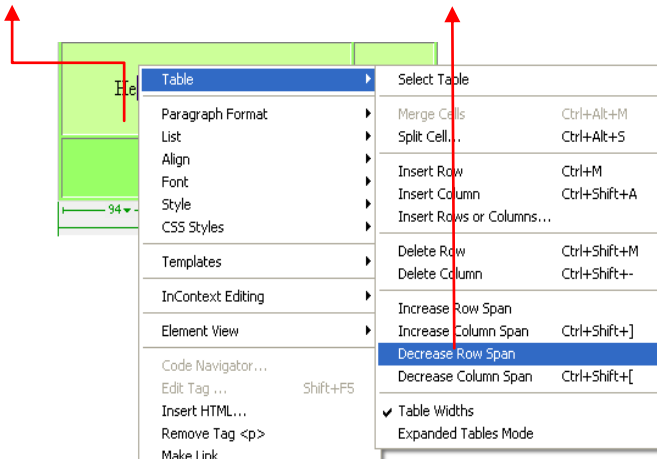 He
94
Table
Paragraph Format
List
Align
Font
Style
CSS Styles
Templates
InContext Editing
Element View
Code Navigator...
Edit Tag ... Shift+F5
Insert HTML...
Remove Tag <p>
Make Link
Select Table
Merge Cells Ctrl+Alt+M
Split Cell... Ctrl+Alt+S
Insert Row Ctrl+M
Insert Column Ctrl+Shift+A
Insert Rows or Columns...
Delete Row Ctrl+Shift+M
Delete Column Ctrl+Shift+-
Increase Row Span
Increase Column Span Ctrl+Shift+]
Decrease Row Span
Decrease Column Span Ctrl+Shift+[
Table Widths
Expanded Tables Mode